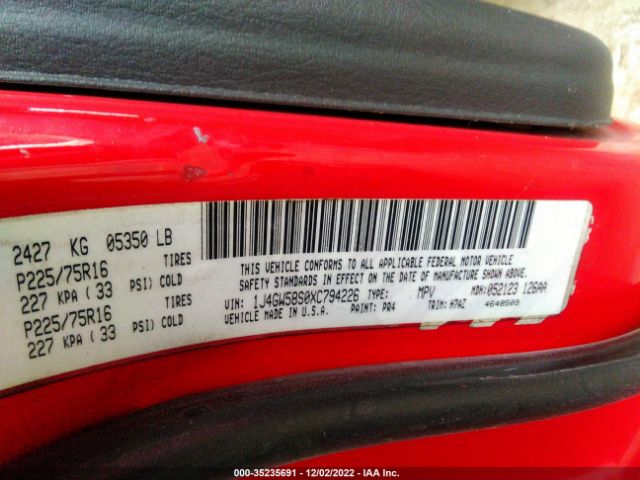 2427 KG 05350 LB
P225/75R16 TIRES
227 KPA ( 33 PSI) COLD
P225/75R16 TIRES
227 KPA ( 33 PSI) COLD
THIS VEHICLE CONFORMS TO ALL APPLICABLE FEDERAL MOTOR VEHICLE
SAFETY STANDARDS IN EFFECT ON THE DATE OF MANUFACTURE SHOWN ABOVE.
VIN: 1J4GW58S0XC794226 TYPE: MPV MDH: 052123 126AA
VEHICLE MADE IN U.S.A. PAINT: PR4 TRIM: H7AZ 4648509
000-35235691 - 12/02/2022 - IAA Inc.